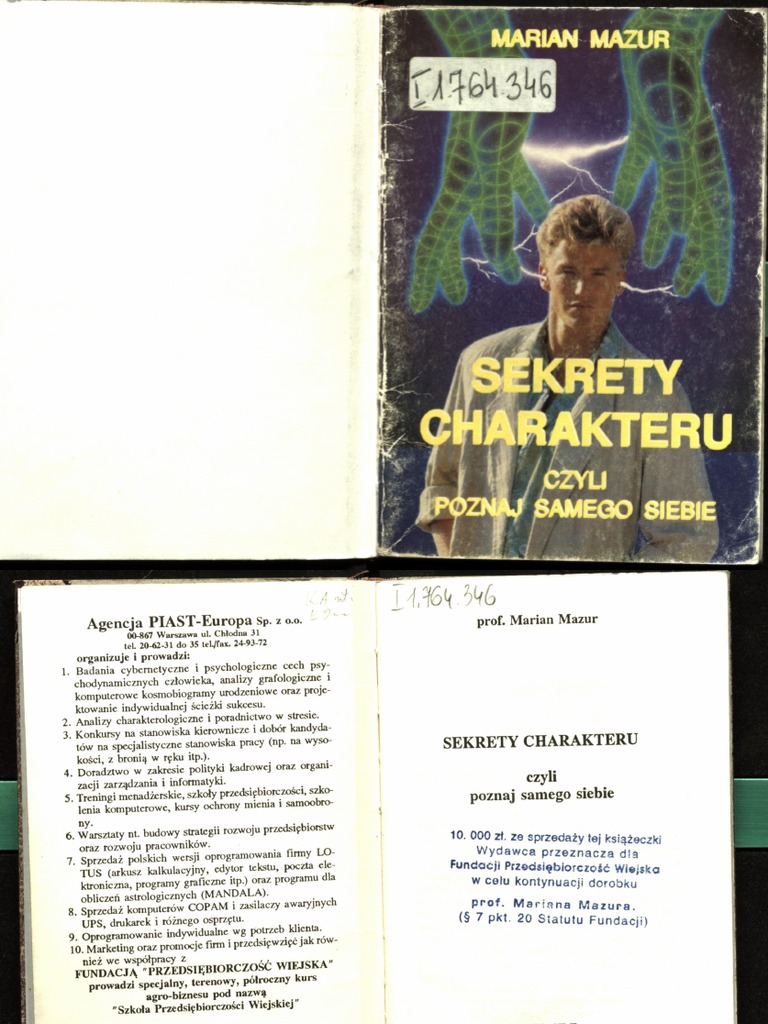 MARIAN MAZUR
I 1.764.346
SEKRETY
CHARAKTERU
CZYLI
POZNAJ SAMEGO SIEBIE
Agencja PIAST-Europa Sp. z o.o.
00-867 Warszawa ul. Chłodna 31
tel. 20-62-31 do 35 tel./fax. 24-93-72
organizuje i prowadzi:
1. Badania cybernetyczne i psychologiczne cech psy-
chodynamicznych człowieka, analizy grafologiczne i
komputerowe kosmobiogramy urodzeniowe oraz proje-
ktowanie indywidualnej ścieżki sukcesu.
2. Analizy charakterologiczne i poradnictwo w stresie.
3. Konkursy na stanowiska kierownicze i dobór kandyda-
tów na specjalistyczne stanowiska pracy (np. na wyso-
kości, z bronią w ręku itp.).
4. Doradztwo w zakresie polityki kadrowej oraz organi-
zacji zarządzania i informatyki.
5. Treningi menadżerskie, szkoły przedsiębiorczości, szko-
lenia komputerowe, kursy ochrony mienia i samoobro-
ny.
6. Warsztaty nt. budowy strategii rozwoju przedsiębiorstw
oraz rozwoju pracowników.
7. Sprzedaż polskich wersji oprogramowania firmy LO-
TUS (arkusz kalkulacyjny, edytor tekstu, poczta ele-
ktroniczna, programy graficzne itp.) oraz programu dla
obliczeń astrologicznych (MANDALA).
8. Sprzedaż komputerów COPAM i zasilaczy awaryjnych
UPS, drukarek i różnego osprzętu.
9. Oprogramowanie indywidualne wg potrzeb klienta.
10. Marketing oraz promocje firm i przedsięwzięć jak rów-
nież we współpracy z
FUNDACJĄ "PRZEDSIĘBIORCZOŚĆ WIEJSKA"
prowadzi specjalny, terenowy, półroczny kurs
agro-biznesu pod nazwą
"Szkoła Przedsiębiorczości Wiejskiej"
I 1.764.346
prof. Marian Mazur
SEKRETY CHARAKTERU
czyli
poznaj samego siebie
10. 000 zł. ze sprzedaży tej książeczki
Wydawca przeznacza dla
Fundacji Przedsiębiorczość Wiejska
w celu kontynuacji dorobku
prof. Mariana Mazura.
(§ 7 pkt. 20 Statutu Fundacji)